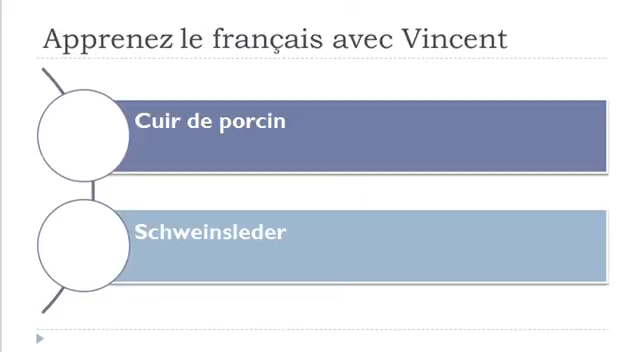 Apprenez le français avec Vincent
Cuir de porcin
Schweinsleder